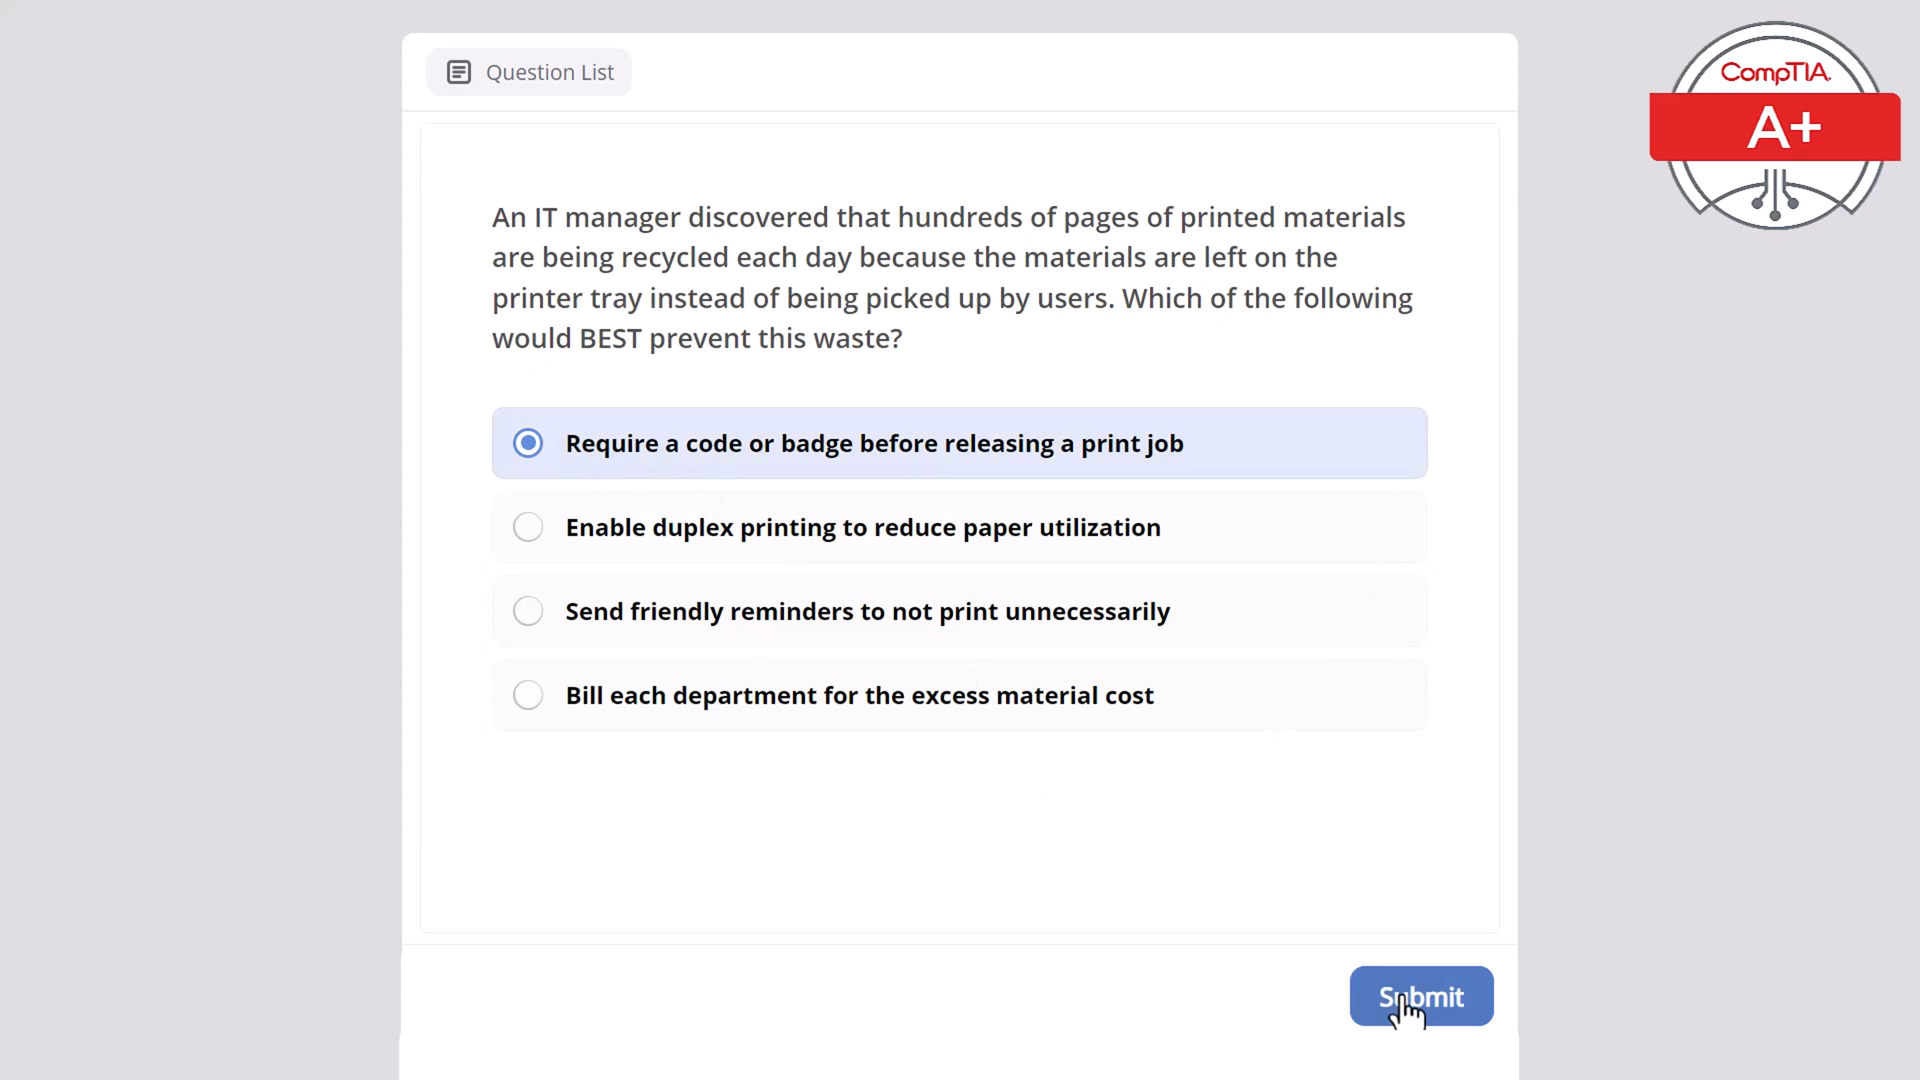 Question List
CompTIA.
A+
An IT manager discovered that hundreds of pages of printed materials
are being recycled each day because the materials are left on the
printer tray instead of being picked up by users. Which of the following
would BEST prevent this waste?
Require a code or badge before releasing a print job
Enable duplex printing to reduce paper utilization
Send friendly reminders to not print unnecessarily
Bill each department for the excess material cost
Submit